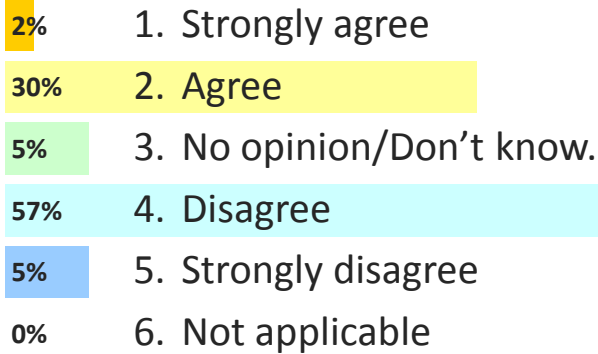 2% 1. Strongly agree
30% 2. Agree
5% 3. No opinion/Don’t know.
57% 4. Disagree
5% 5. Strongly disagree
0% 6. Not applicable